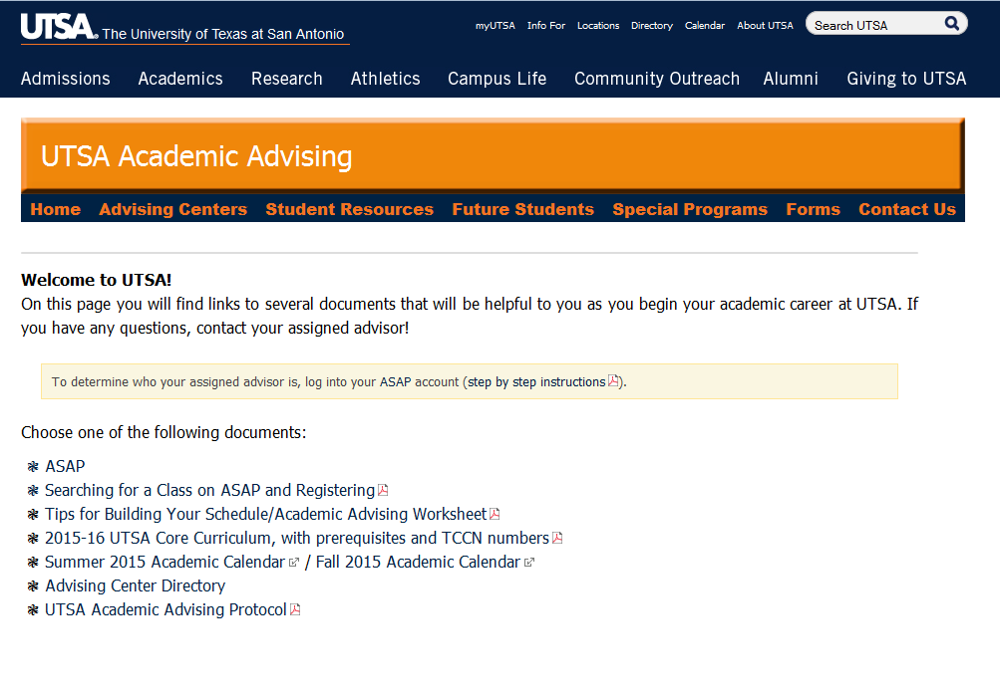 UTSA. The University of Texas at San Antonio
myUTSA Info For Locations Directory Calendar About UTSA Search UTSA
Admissions Academics Research Athletics Campus Life Community Outreach Alumni Giving to UTSA
UTSA Academic Advising
Home Advising Centers Student Resources Future Students Special Programs Forms Contact Us
Welcome to UTSA!
On this page you will find links to several documents that will be helpful to you as you begin your academic career at UTSA. If
you have any questions, contact your assigned advisor!
To determine who your assigned advisor is, log into your ASAP account (step by step instructions).
Choose one of the following documents:
ASAP
Searching for a Class on ASAP and Registering
Tips for Building Your Schedule/Academic Advising Worksheet
2015-16 UTSA Core Curriculum, with prerequisites and TCCN numbers
Summer 2015 Academic Calendar / Fall 2015 Academic Calendar
Advising Center Directory
UTSA Academic Advising Protocol